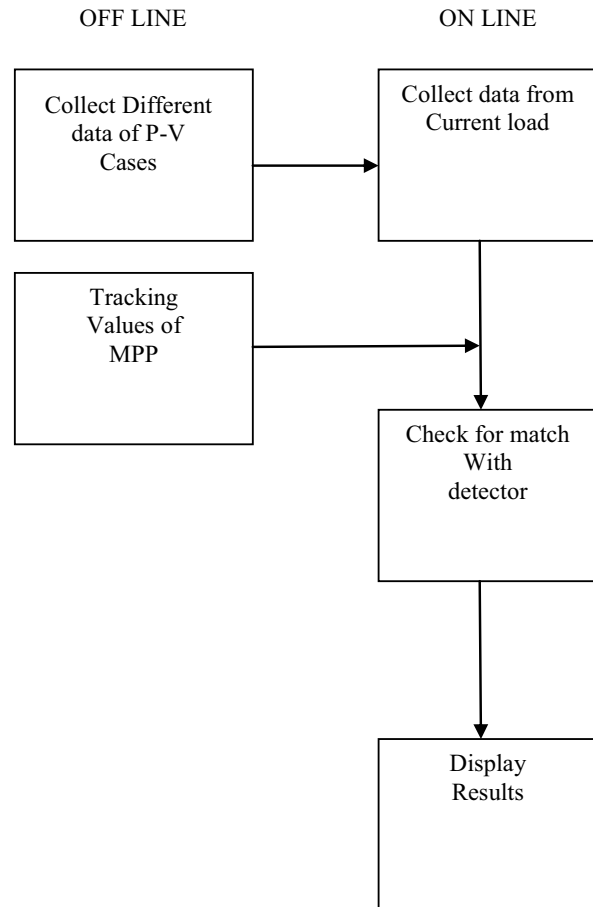 OFF LINE
ON LINE
Collect Different
data of P-V
Cases
Collect data from
Current load
Tracking
Values of
MPP
Check for match
With
detector
Display
Results